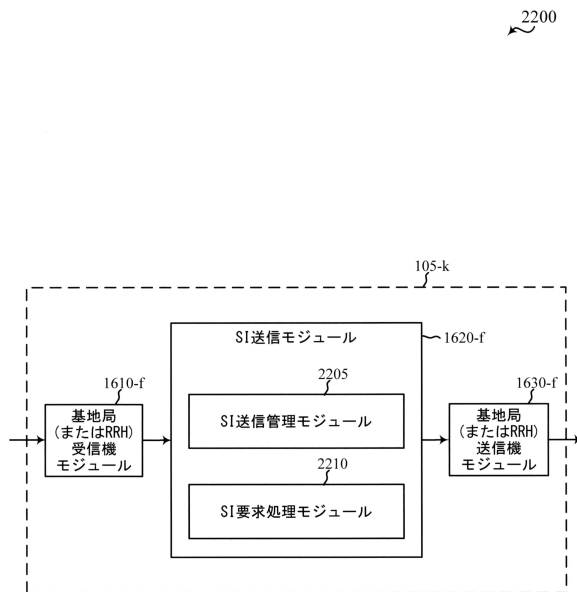 2200
105-k
SI送信モジュール
1620-f
1610-f
基地局
(またはRRH)
受信機
モジュール
2205
SI送信管理モジュール
2210
SI要求処理モジュール
1630-f
基地局
(またはRRH)
送信機
モジュール